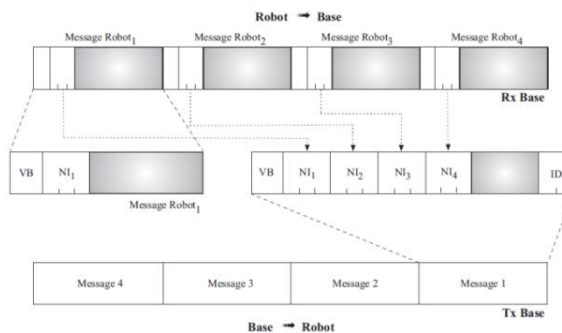 Robot → Base
Message Robot1 Message Robot2 Message Robot3 Message Robot4
Rx Base
VB NI1 VB NI1 NI2 NI3 NI4 ID
Message Robot1
Message 4 Message 3 Message 2 Message 1
Tx Base
Base → Robot